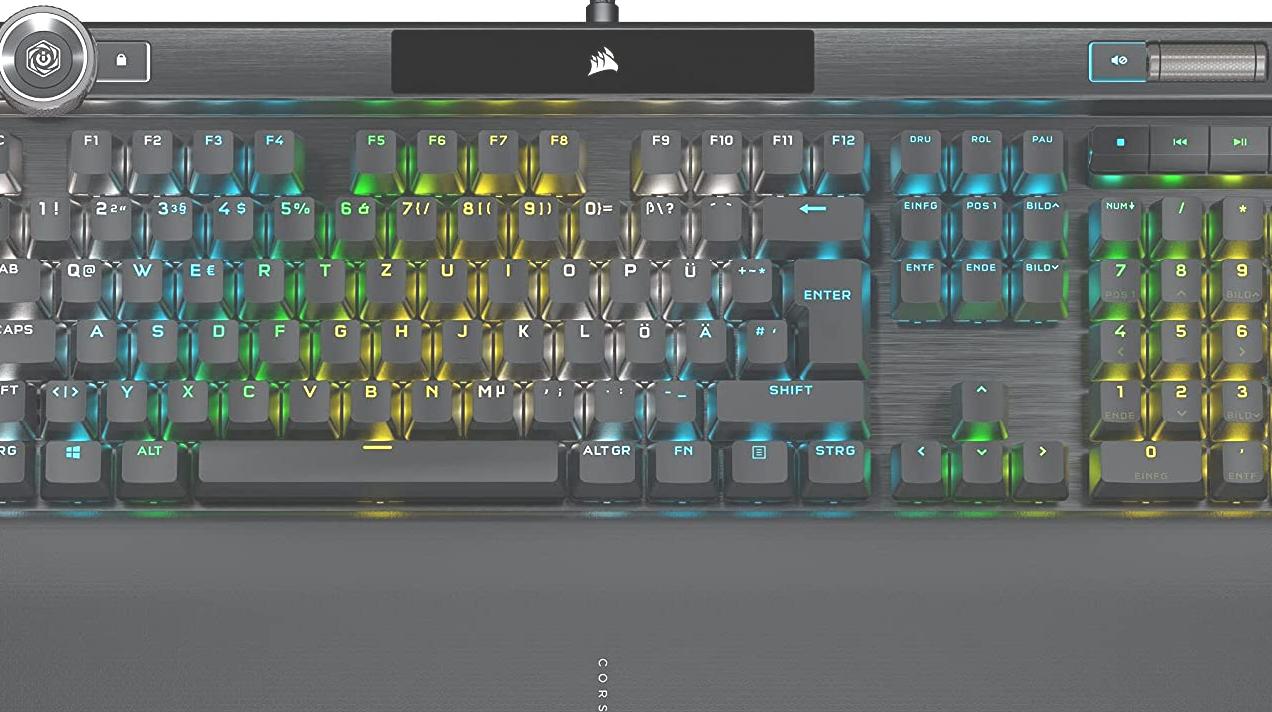 C F1 F2 F3 F4 F5 F6 F7 F8 F9 F10 F11 F12 DRU ROL PAU
1 ! 2 2 " 3 3 § 4 $ 5 % 6 & 7 { / 8 [ ( 9 ] ) 0 } = β \ ? ← EINFG POS 1 BILD^ NUM↓ / *
AB Q @ W E € R T Z U I O P Ü + ~ * ENTER ENTF ENDE BILD˅ 7 POS 1 8 ^ 9 BILD^
CAPS A S D F G H J K L Ö Ä # ' 4 < 5 6 >
FT < | > Y X C V B N M µ , ; . : - _ SHIFT ^ 1 ENDE 2 ˅ 3 BILD˅
RG ALT ALT GR FN STRG < ˅ > 0 EINFG , ENTF
CORS